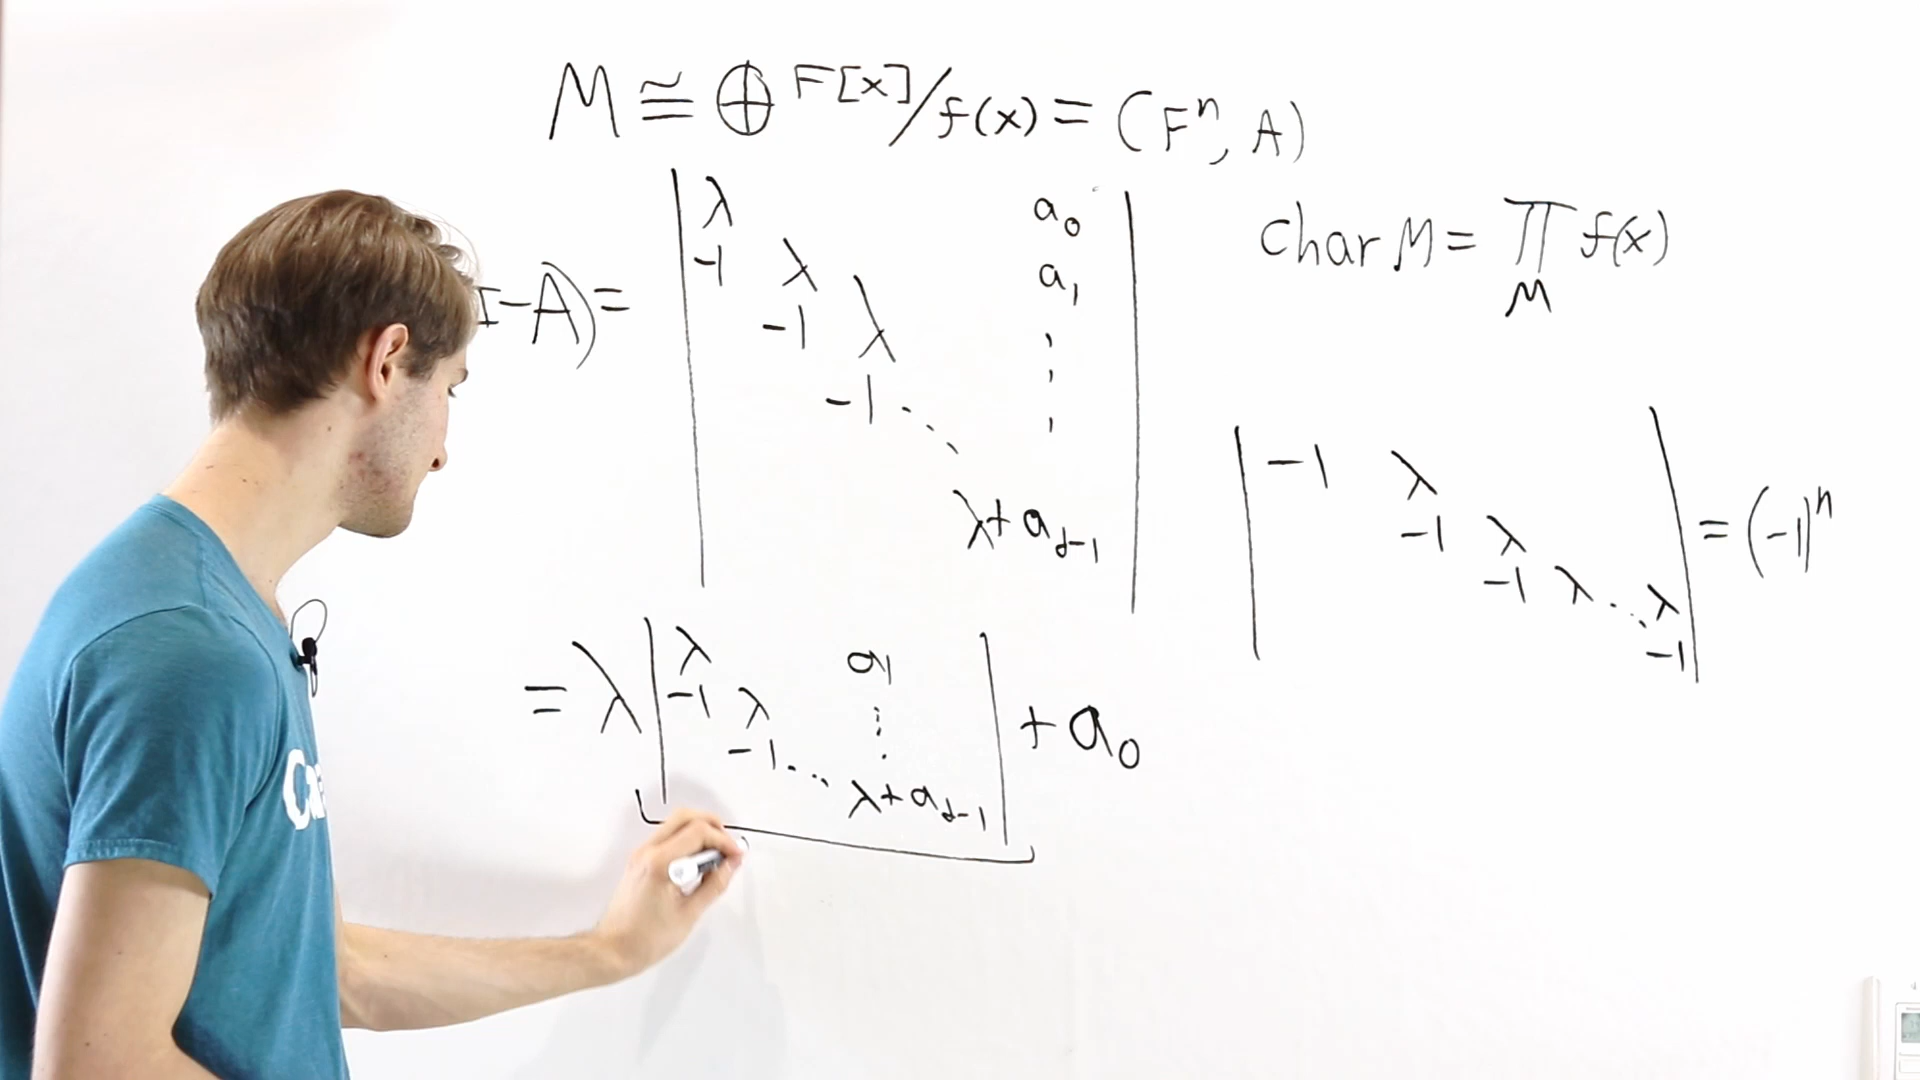 M ≅ ⊕ F[x]/f(x) = (Fⁿ, A)
char M = ∏ f(x)
M
I-A) = | λ a₀
-1 λ a₁
-1 λ ⋮
-1 ⋱
λ+a_{d-1} |
| -1 λ
-1 λ
-1 λ ⋱ λ
-1 | = (-1)ⁿ
= λ | λ a₁
-1 λ ⋮
-1 ⋱ λ+a_{d-1} | + a₀